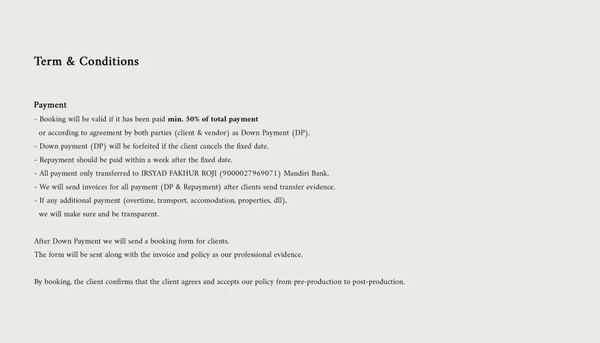 Term & Conditions
Payment
- Booking will be valid if it has been paid min. 50% of total payment
or according to agreement by both parties (client & vendor) as Down Payment (DP).
- Down payment (DP) will be forfeited if the client cancels the fixed date.
- Repayment should be paid within a week after the fixed date.
- All payment only transferred to IRSYAD FAKHUR ROJI (9000027969071) Mandiri Bank.
- We will send invoices for all payment (DP & Repayment) after clients send transfer evidence.
- If any additional payment (overtime, transport, accomodation, properties, dll),
we will make sure and be transparent.
After Down Payment we will send a booking form for clients.
The form will be sent along with the invoice and policy as our professional evidence.
By booking, the client confirms that the client agrees and accepts our policy from pre-production to post-production.